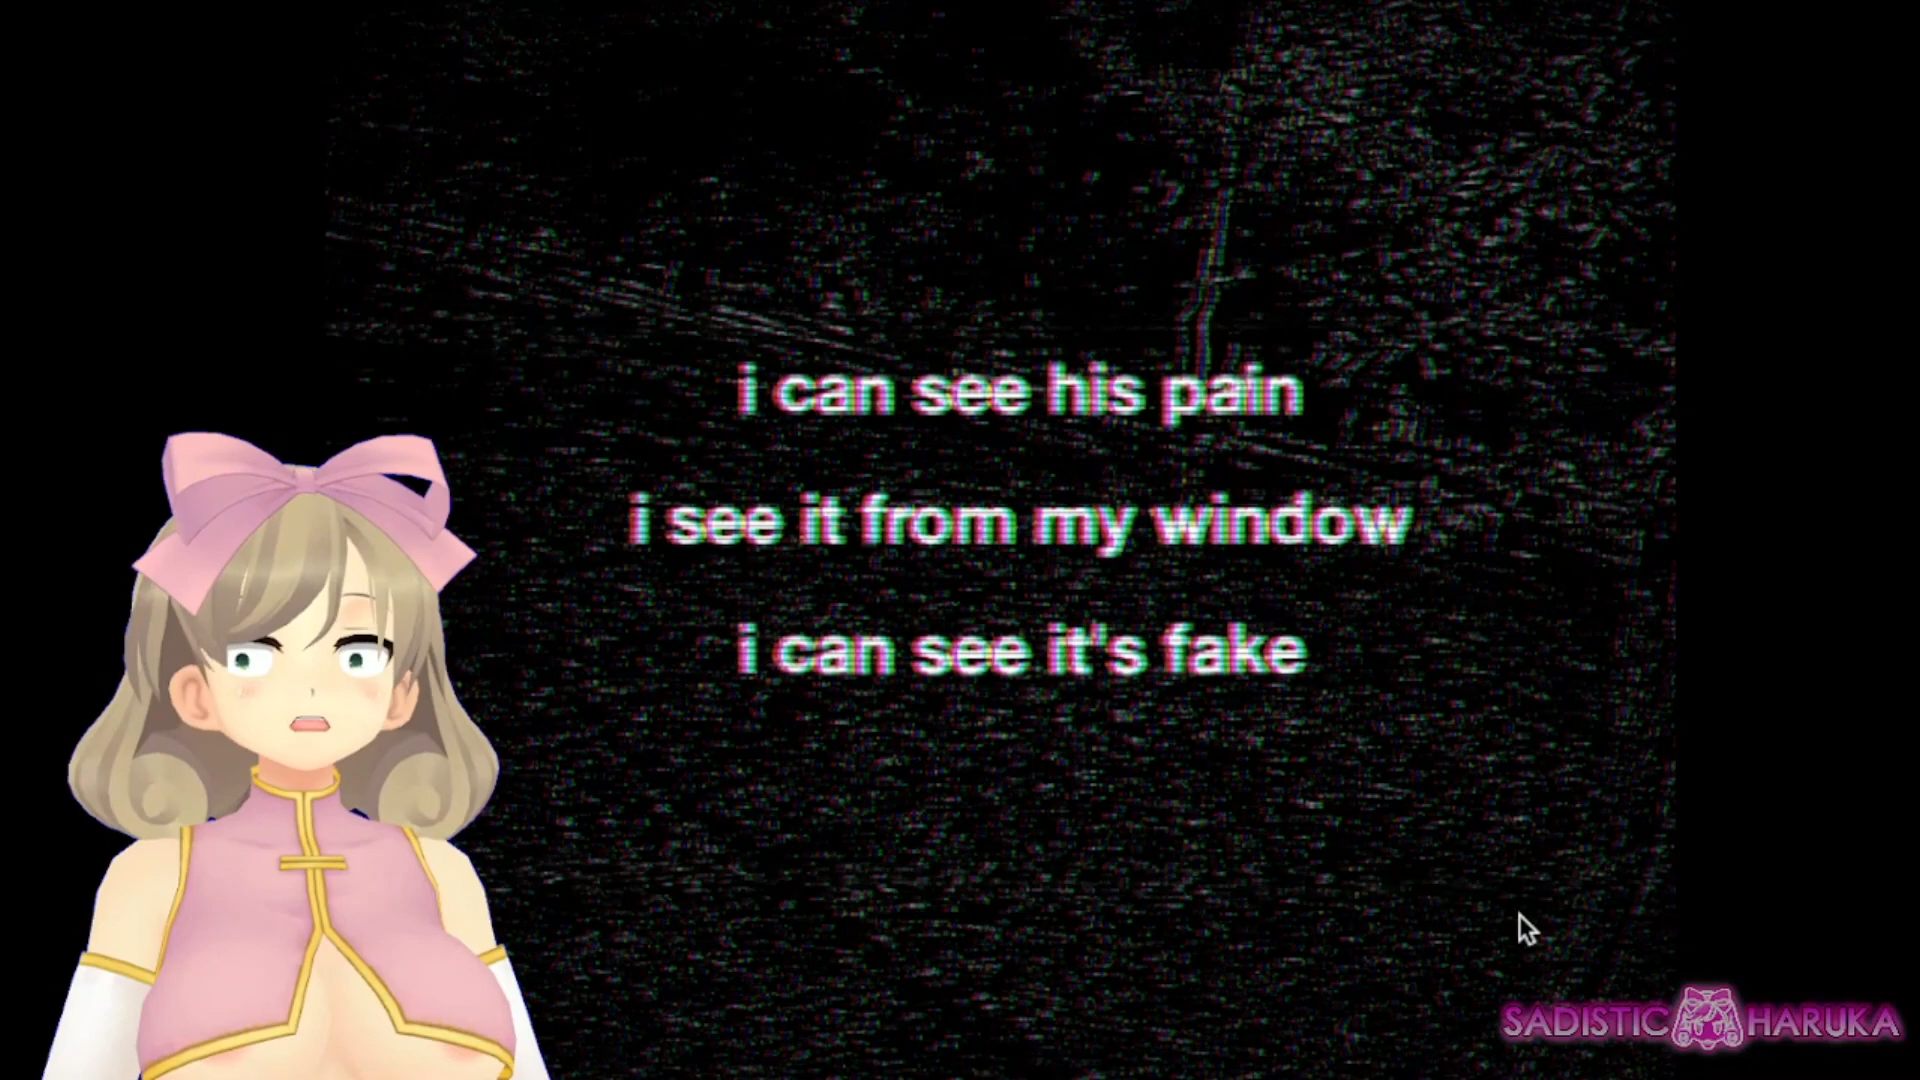 i can see his pain
i see it from my window
i can see it's fake
SADISTIC HARUKA